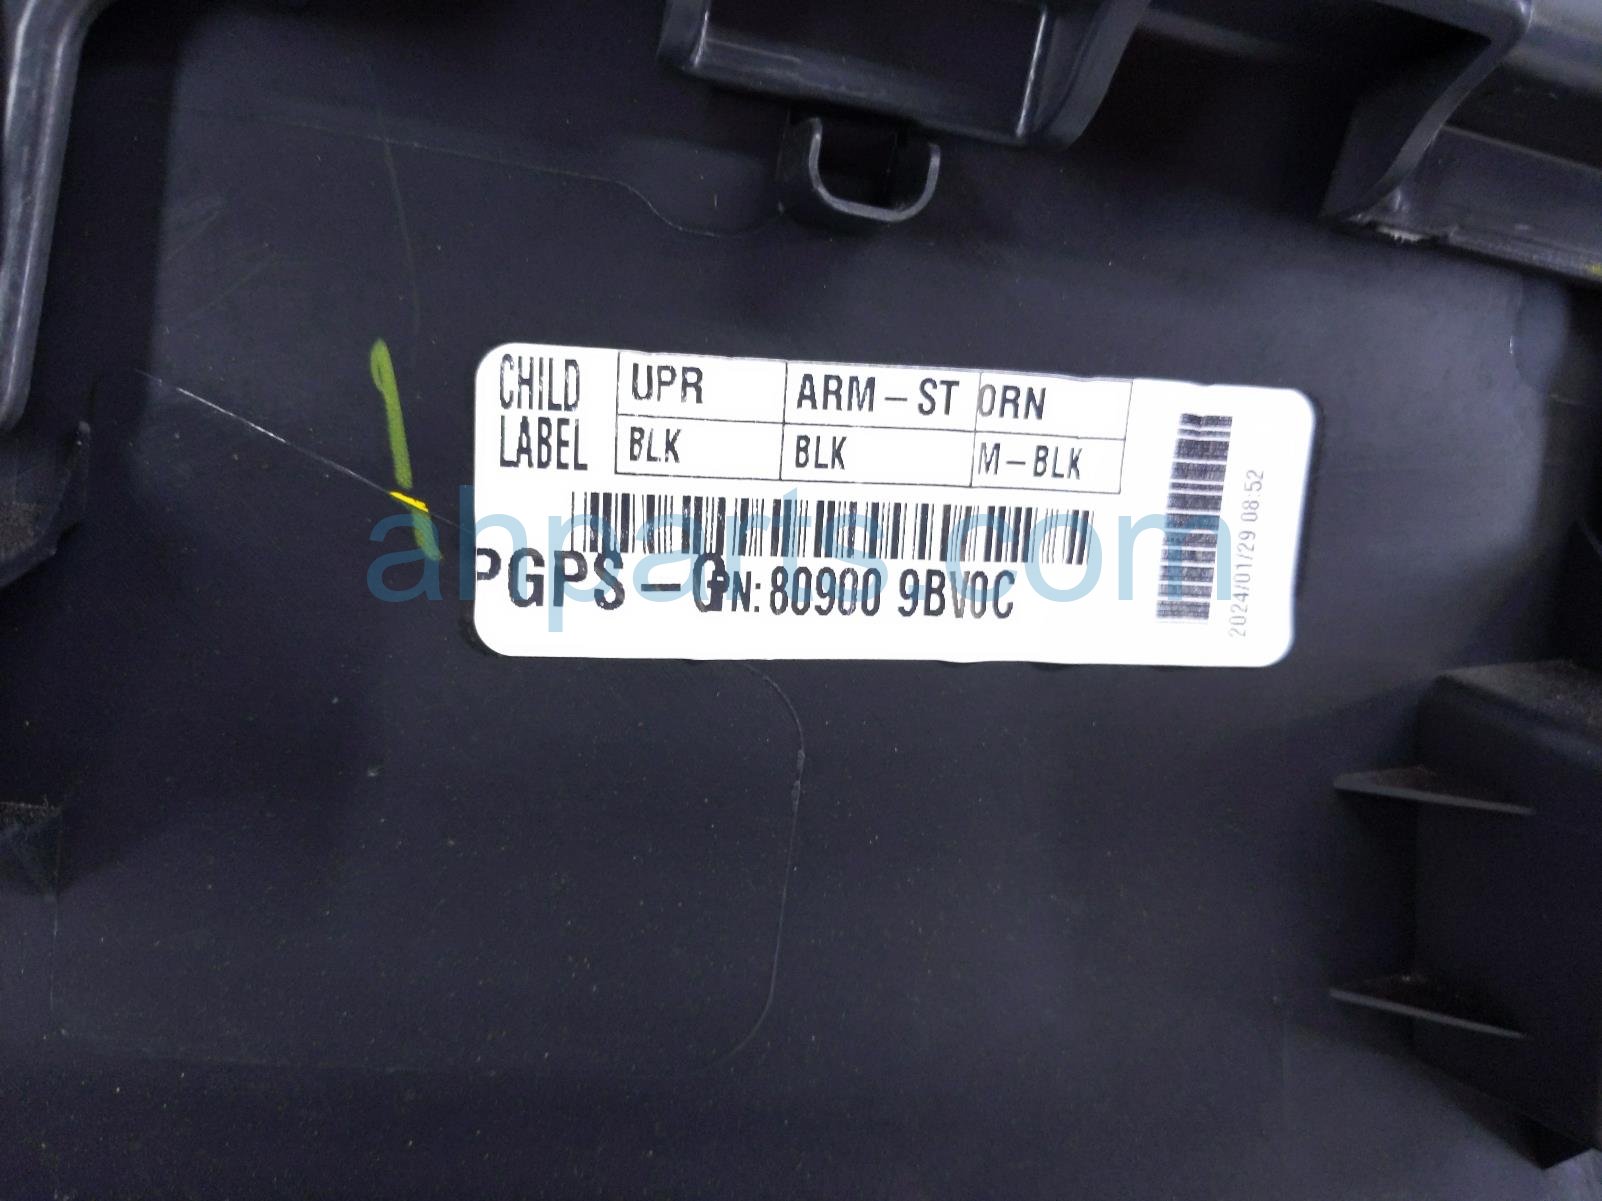 CHILD LABEL
UPR ARM-ST ORN
BLK BLK M-BLK
PGPS-G PN: 80900 9BV0C
2024/01/29 08:52
ahparts.com